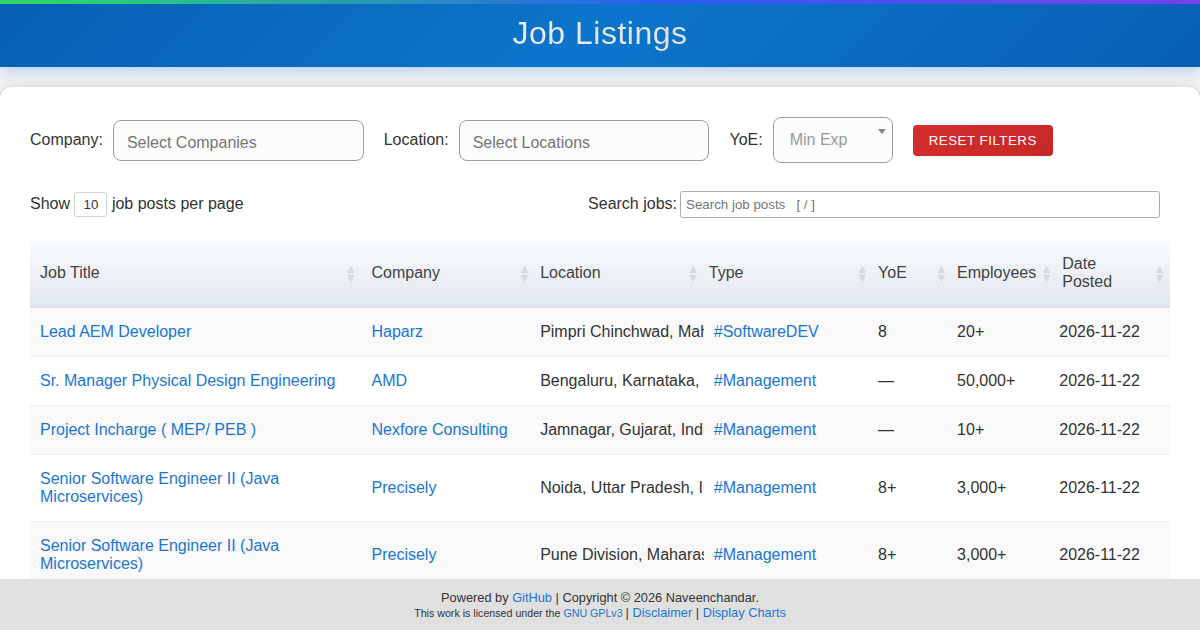 Job Listings
Company: Select Companies Location: Select Locations YoE: Min Exp RESET FILTERS
Show 10 job posts per page Search jobs: Search job posts [ / ]
Job Title Company Location Type YoE Employees Date Posted
Lead AEM Developer Haparz Pimpri Chinchwad, Mah #SoftwareDEV 8 20+ 2026-11-22
Sr. Manager Physical Design Engineering AMD Bengaluru, Karnataka, #Management — 50,000+ 2026-11-22
Project Incharge ( MEP/ PEB ) Nexfore Consulting Jamnagar, Gujarat, Ind #Management — 10+ 2026-11-22
Senior Software Engineer II (Java
Microservices) Precisely Noida, Uttar Pradesh, I #Management 8+ 3,000+ 2026-11-22
Senior Software Engineer II (Java
Microservices) Precisely Pune Division, Maharas #Management 8+ 3,000+ 2026-11-22
Powered by GitHub | Copyright © 2026 Naveenchandar.
This work is licensed under the GNU GPLv3 | Disclaimer | Display Charts